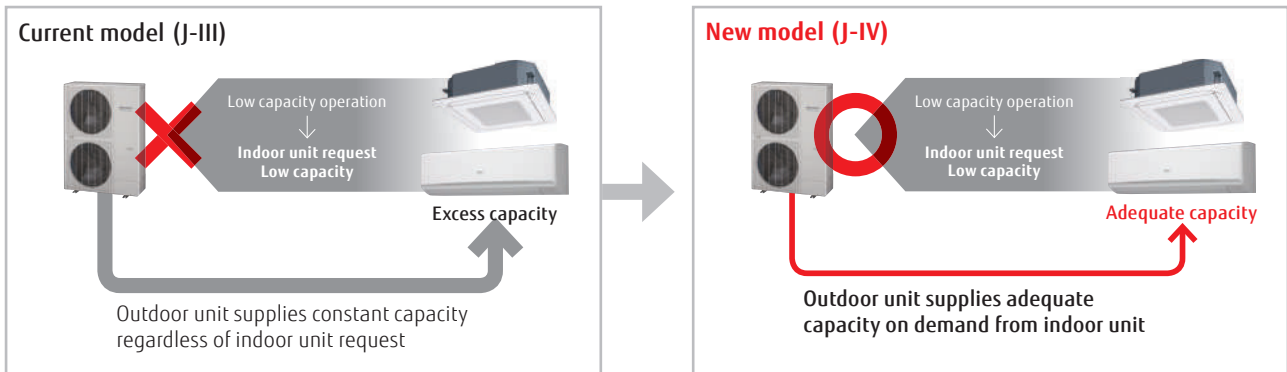 Current model (J-III)
Low capacity operation
Indoor unit request
Low capacity
Excess capacity
Outdoor unit supplies constant capacity
regardless of indoor unit request
New model (J-IV)
Low capacity operation
Indoor unit request
Low capacity
Adequate capacity
Outdoor unit supplies adequate
capacity on demand from indoor unit